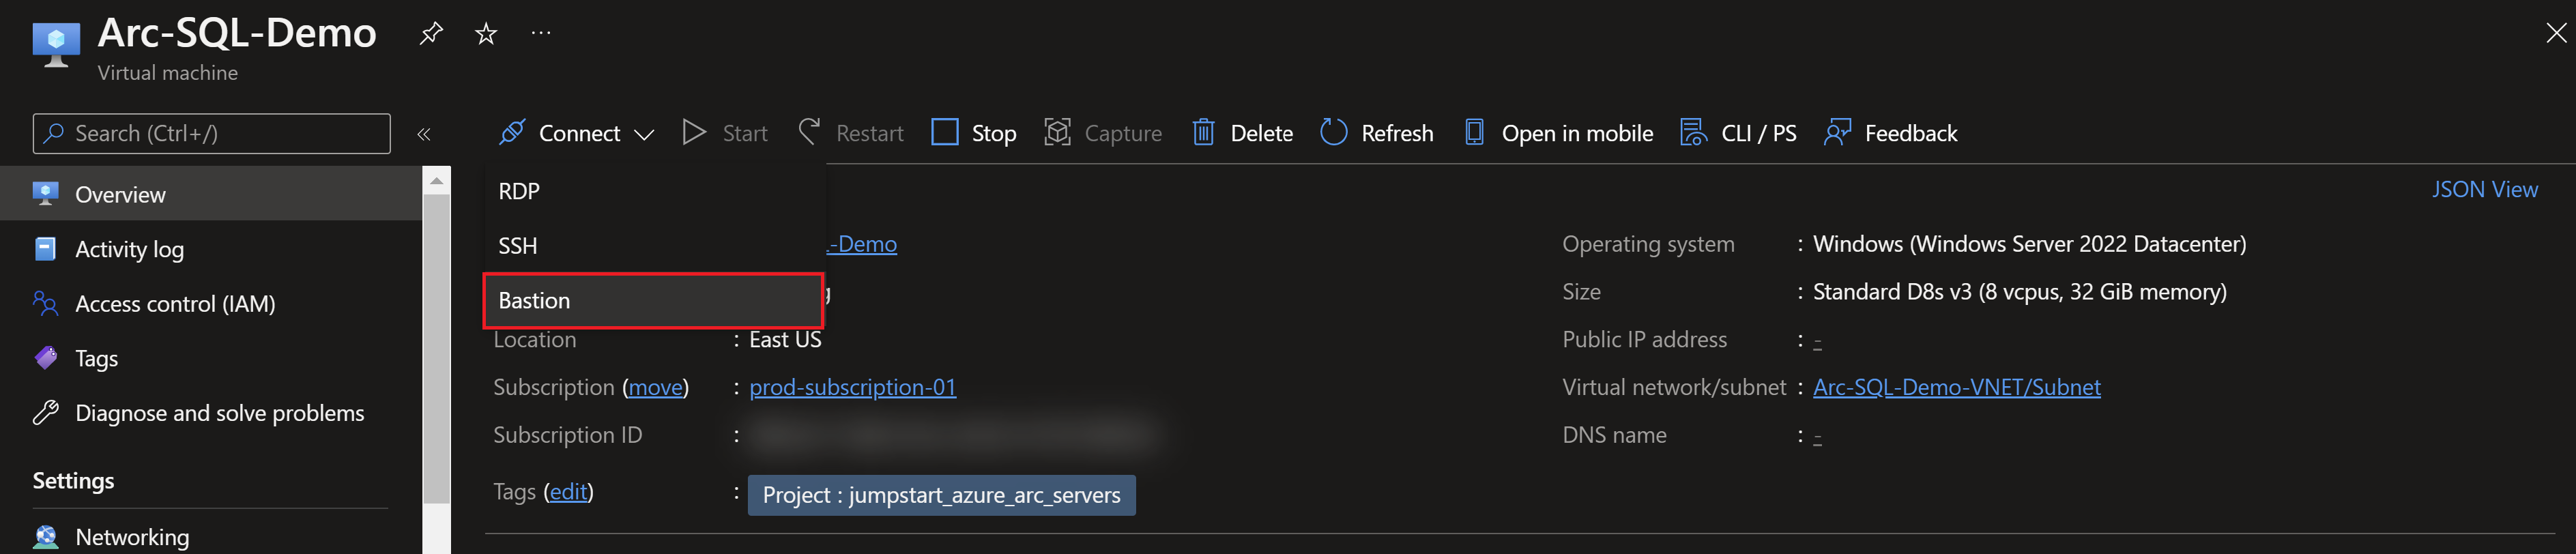 Arc-SQL-Demo
Virtual machine
Search (Ctrl+/)
Connect Start Restart Stop Capture Delete Refresh Open in mobile CLI / PS Feedback
Overview
Activity log
Access control (IAM)
Tags
Diagnose and solve problems
Settings
Networking
RDP
SSH
Bastion
JSON View
-Demo
Location : East US
Subscription (move) : prod-subscription-01
Subscription ID :
Tags (edit) : Project : jumpstart_azure_arc_servers
Operating system : Windows (Windows Server 2022 Datacenter)
Size : Standard D8s v3 (8 vcpus, 32 GiB memory)
Public IP address : -
Virtual network/subnet : Arc-SQL-Demo-VNET/Subnet
DNS name : -